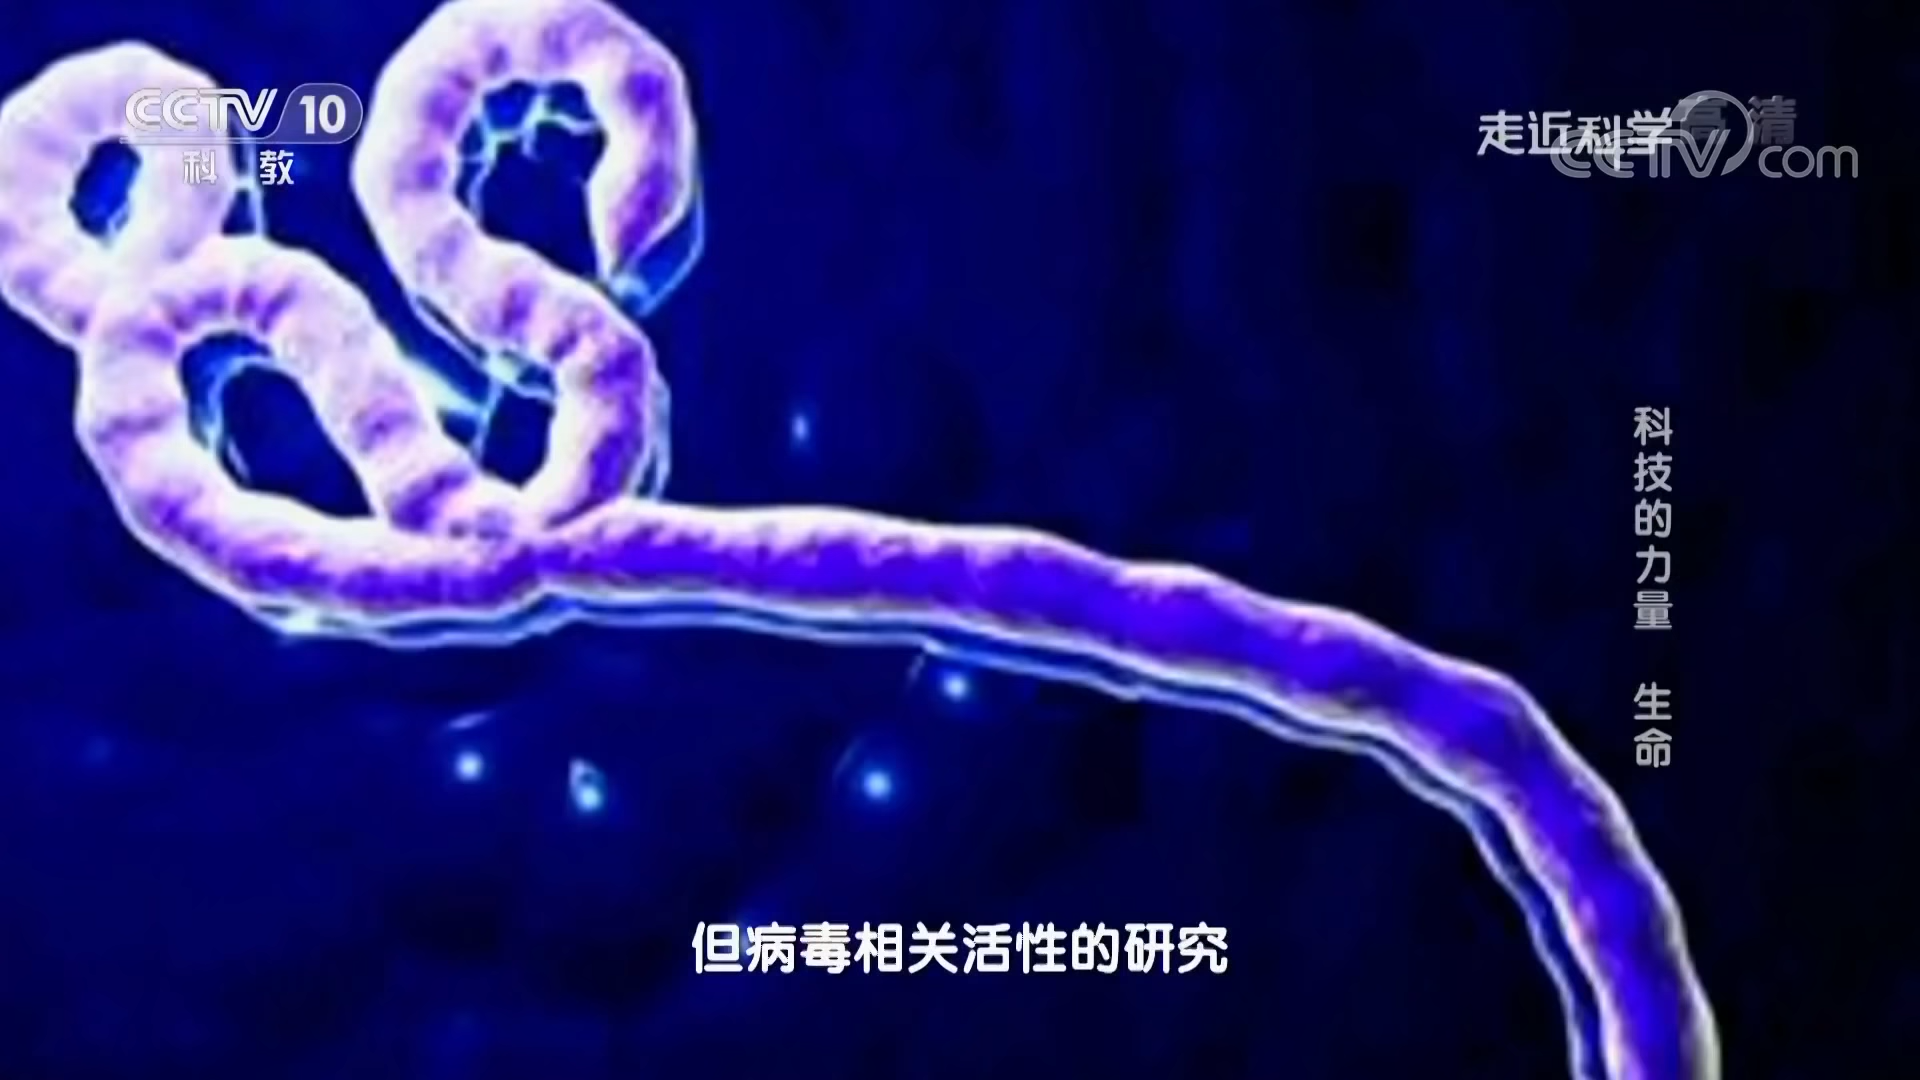 CCTV 10
科教
走近科学
高清
CCTV com
科技的力量 生命
但病毒相关活性的研究